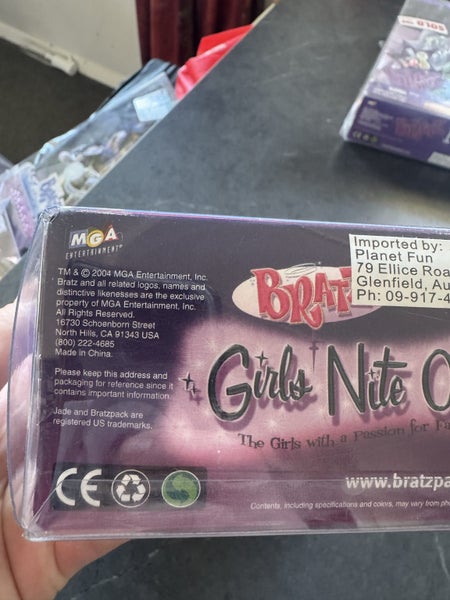 MGA
ENTERTAINMENT
TM & © 2004 MGA Entertainment, Inc.
Bratz and all related logos, names and
distinctive likenesses are the exclusive
property of MGA Entertainment, Inc.
All Rights Reserved.
16730 Schoenborn Street
North Hills, CA 91343 USA
(800) 222-4685
Made in China.
Please keep this address and
packaging for reference since it
contains important information.
Jade and Bratzpack are
registered US trademarks.
CE
Imported by:
Planet Fun
79 Ellice Roa
Glenfield, Au
Ph: 09-917-4
BRATZ
Girls Nite O
The Girls with a Passion for Fa
www.bratzpa
Contents, including specifications and colors, may vary from ph